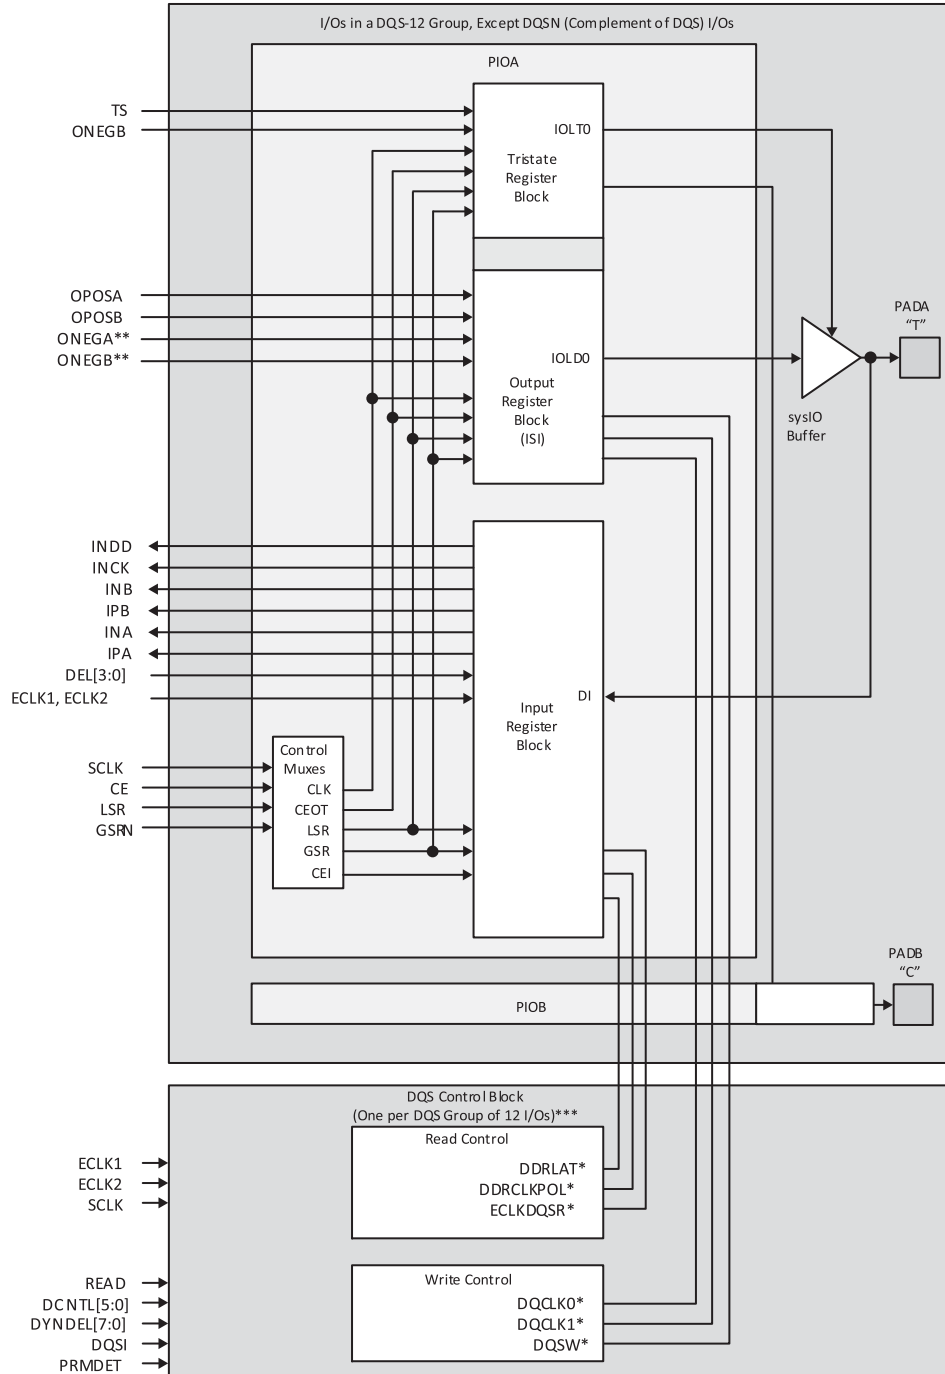 I/Os in a DQS-12 Group, Except DQSN (Complement of DQS) I/Os
PIOA
TS
ONEGB
IOLT0
Tristate
Register
Block
OPOSA
OPOSB
ONEGA**
ONEGB**
IOLD0
Output
Register
Block
(ISI)
PADA
“T”
sysIO
Buffer
INDD
INCK
INB
IPB
INA
IPA
DEL[3:0]
ECLK1, ECLK2
DI
Input
Register
Block
SCLK
CE
LSR
GSRN
Control
Muxes
CLK
CEOT
LSR
GSR
CEI
PADB
“C”
PIOB
DQS Control Block
(One per DQS Group of 12 I/Os)***
Read Control
DDRLAT*
DDRCLKPOL*
ECLKDQSR*
ECLK1
ECLK2
SCLK
Write Control
DQCLK0*
DQCLK1*
DQSW*
READ
DCNTL[5:0]
DYNDEL[7:0]
DQSI
PRMDET